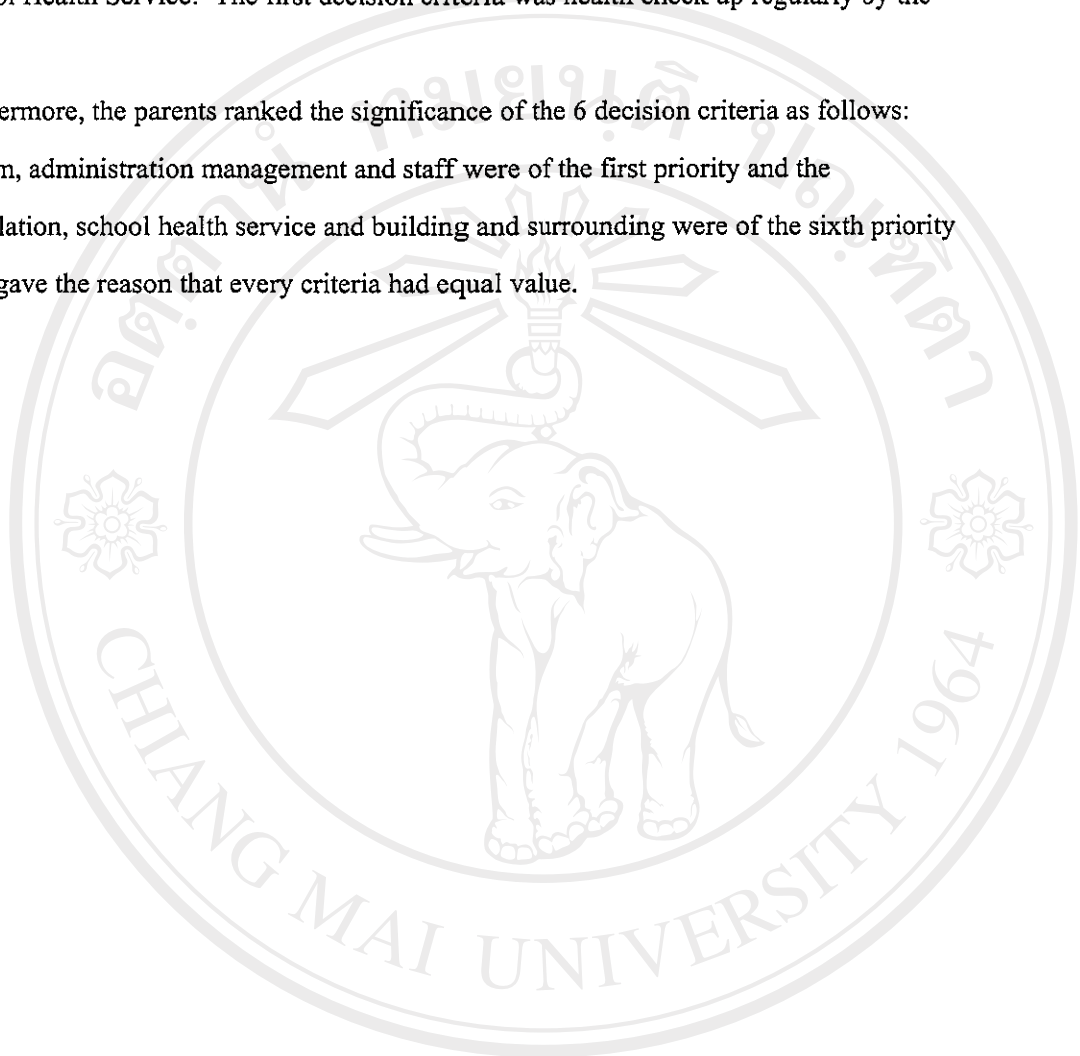 Health Service. The first decision criteria was health check up regularly by the
the parents ranked the significance of the 6 decision criteria as follows:
administration management and staff were of the first priority and the
school health service and building and surrounding were of the sixth priority
gave the reason that every criteria had equal value.
CHIANG MAI UNIVERSITY 1964